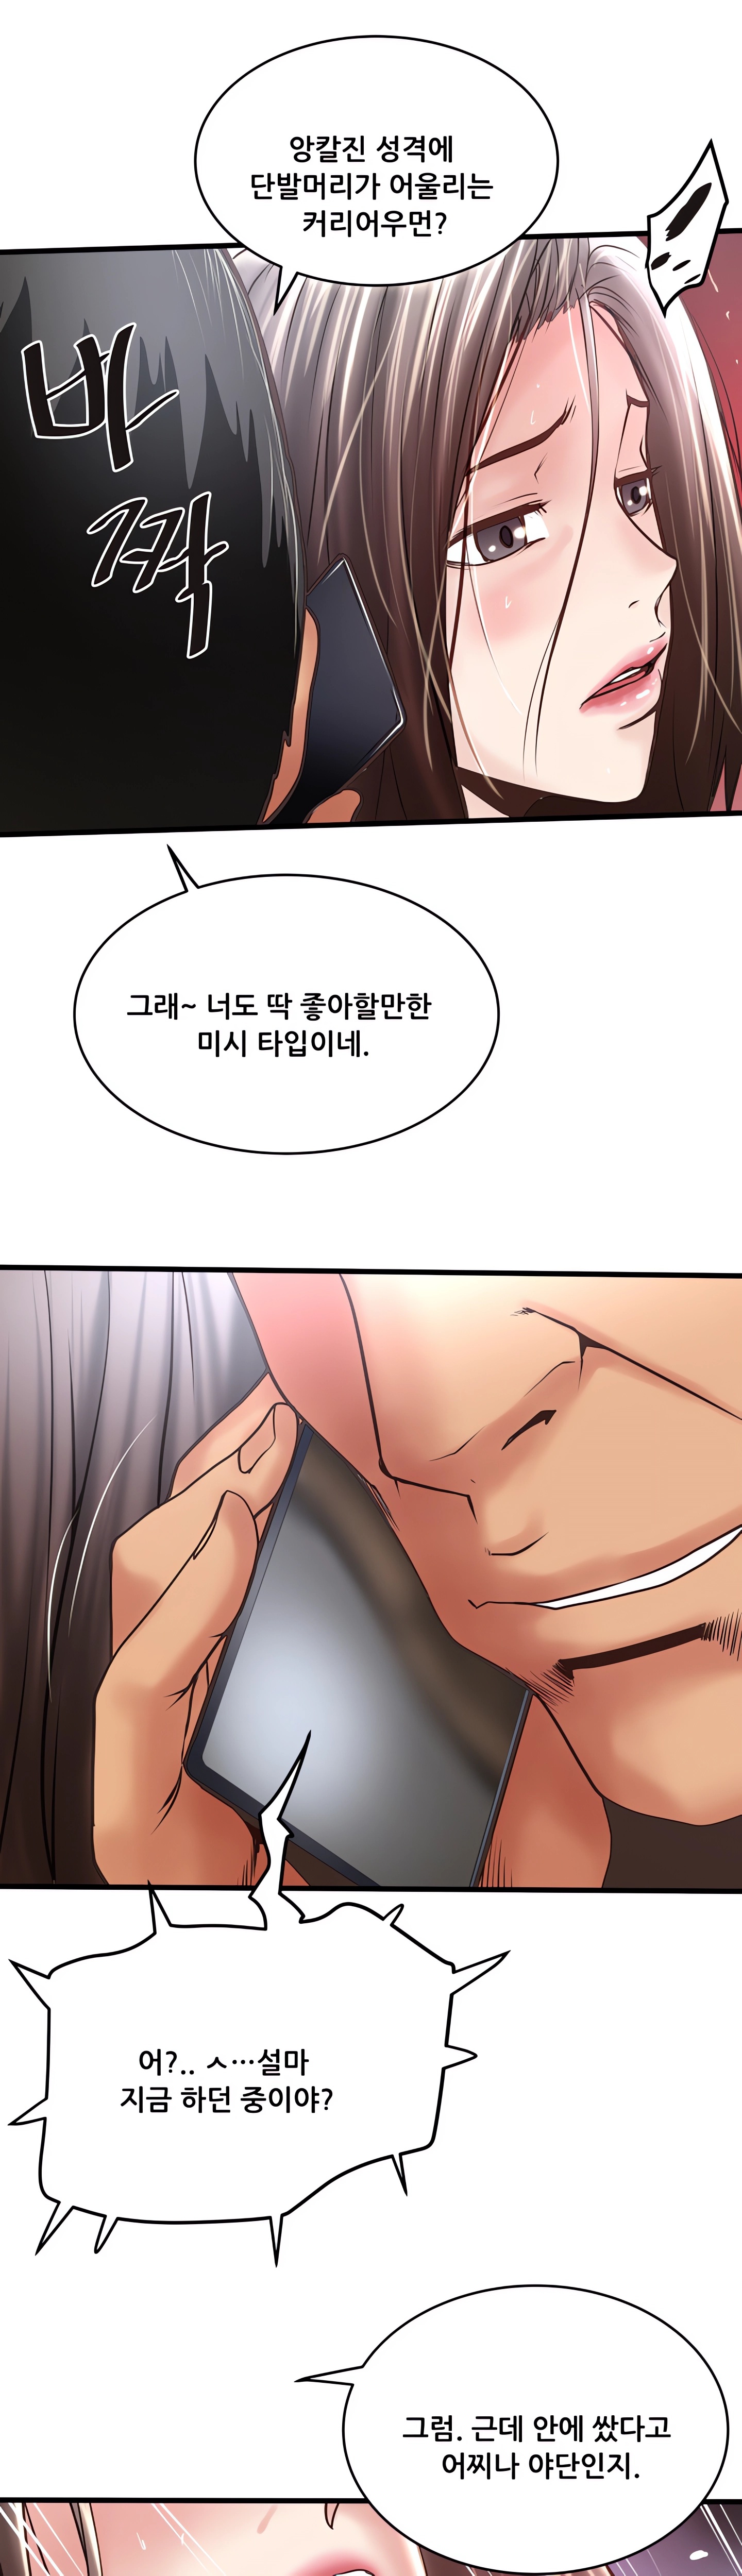 앙칼진 성격에
단발머리가 어울리는
커리어우먼?
그래~ 너도 딱 좋아할만한
미시 타입이네.
어?.. ㅅ…설마
지금 하던 중이야?
그럼. 근데 안에 쌌다고
어찌나 야단인지.